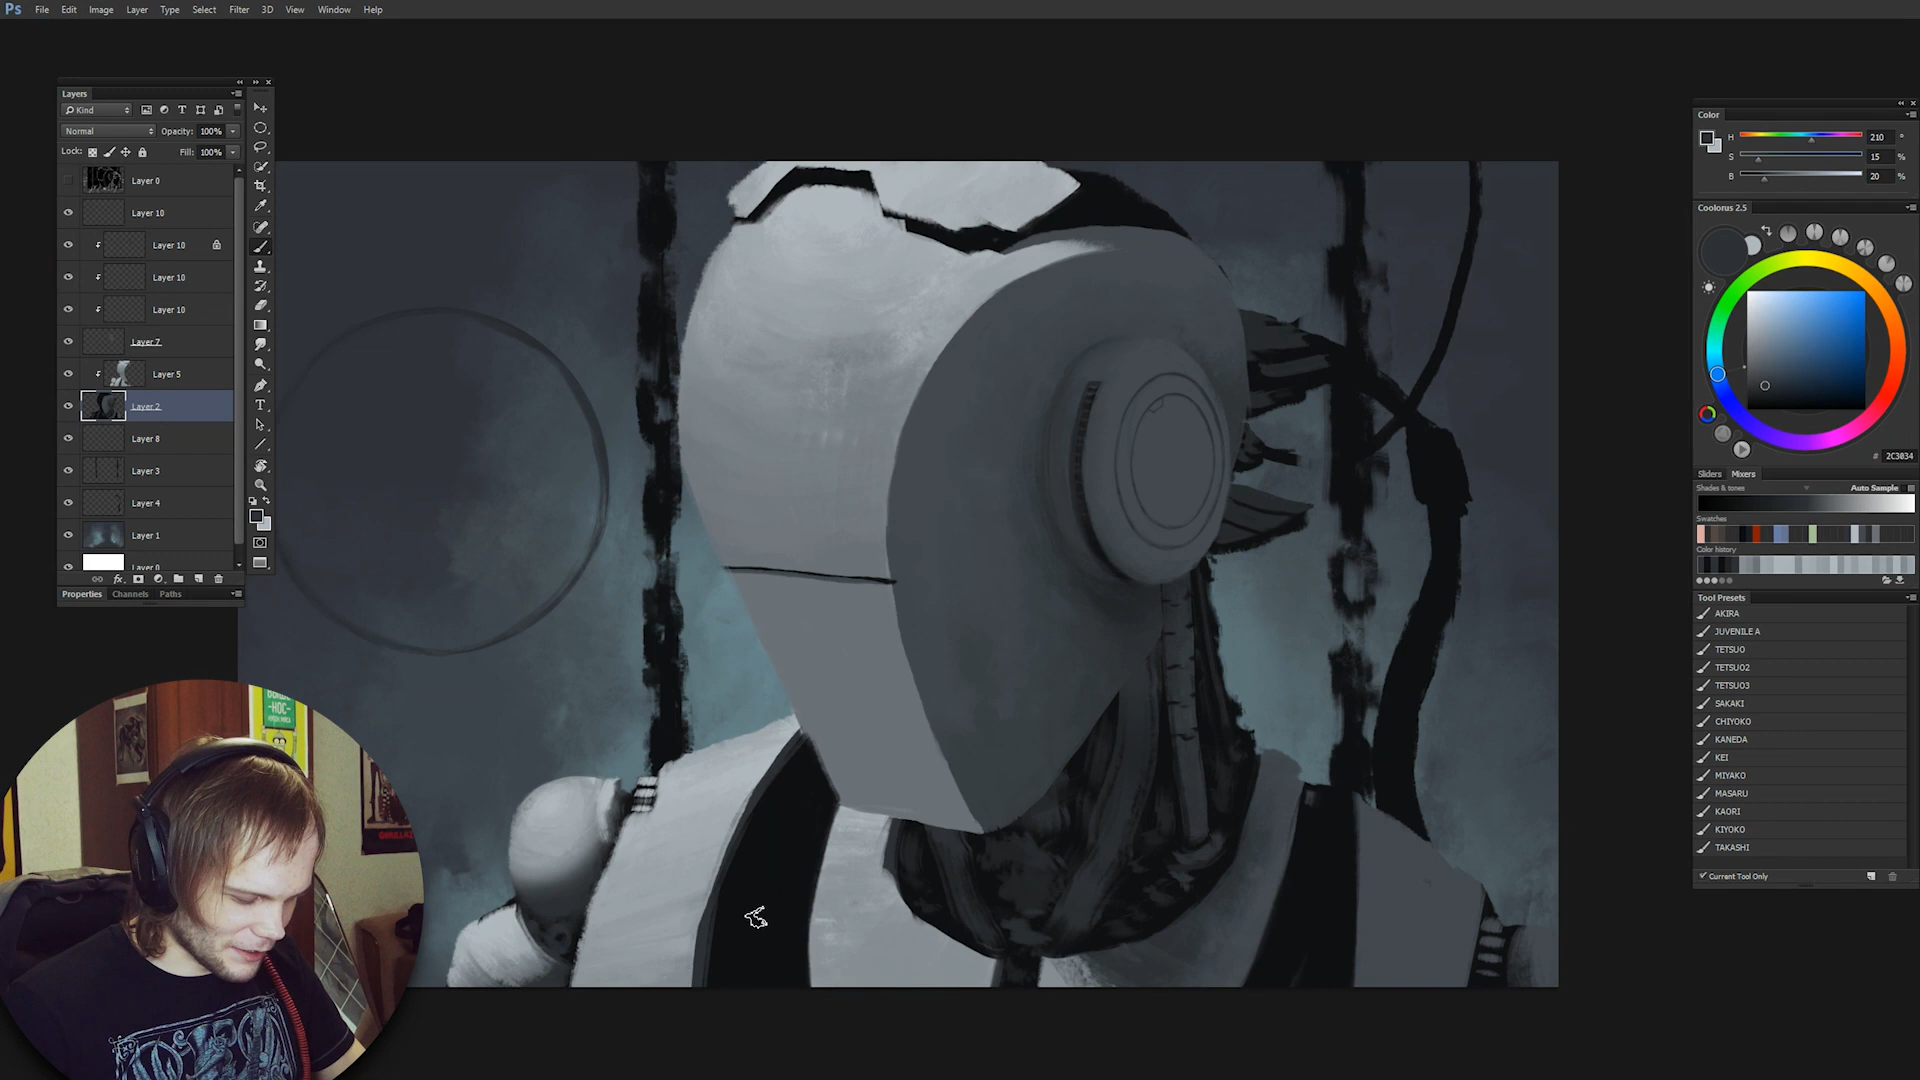 Ps File Edit Image Layer Type Select Filter 3D View Window Help
Layers
Kind
Normal Opacity: 100%
Lock: Fill: 100%
Layer 0
Layer 10
Layer 10
Layer 10
Layer 10
Layer 7
Layer 5
Layer 2
Layer 8
Layer 3
Layer 4
Layer 1
Layer 0
fx
Properties Channels Paths
Color
H 210 °
S 15 %
B 20 %
Coolorus 2.5
# 2C3034
Sliders Mixers
Shades & tones Auto Sample
Swatches
Color history
Tool Presets
AKIRA
JUVENILE A
TETSUO
TETSUO2
TETSUO3
SAKAKI
CHIYOKO
KANEDA
KEI
MIYAKO
MASARU
KAORI
KIYOKO
TAKASHI
Current Tool Only
-НОС-
GORILLAZ